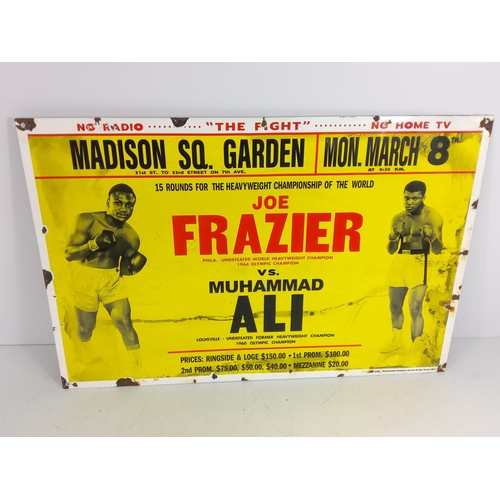 NO RADIO ........... "THE FIGHT" ........... NO HOME TV
MADISON SQ. GARDEN MON. MARCH 8TH
31st ST. TO 33rd STREET ON 7th AVE. AT 8:30 P.M.
15 ROUNDS FOR THE HEAVYWEIGHT CHAMPIONSHIP OF THE WORLD
JOE
FRAZIER
PHILA. - UNDEFEATED WORLD HEAVYWEIGHT CHAMPION
1964 OLYMPIC CHAMPION
VS.
MUHAMMAD
ALI
LOUISVILLE - UNDEFEATED FORMER HEAVYWEIGHT CHAMPION
1960 OLYMPIC CHAMPION
PRICES: RINGSIDE & LOGE $150.00 • 1st PROM. $100.00
2nd PROM. $75.00, $50.00, $40.00 • MEZZANINE $20.00